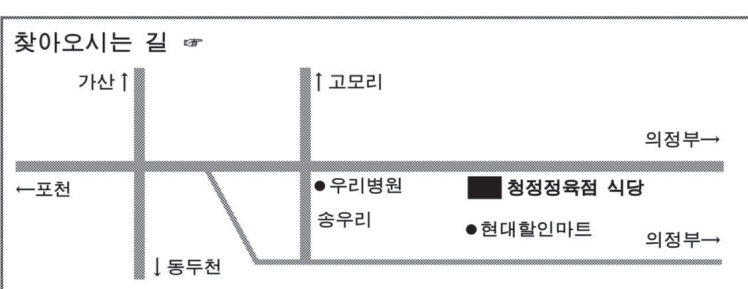 찾아오시는 길 ☞
가산↑
↑고모리
의정부→
←포천
●우리병원
청정정육점 식당
송우리
●현대할인마트
의정부→
↓동두천